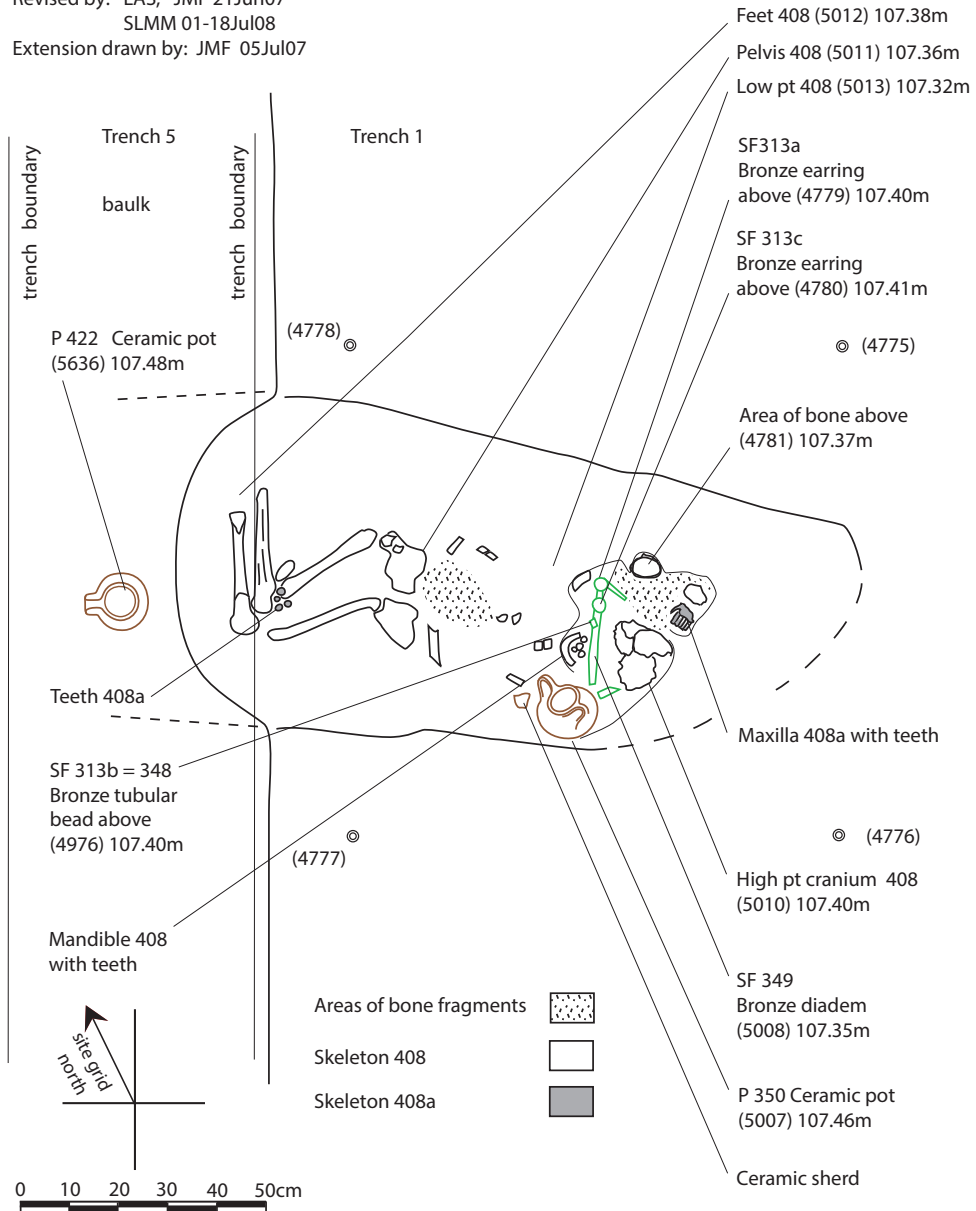 Revised by: EAS, JMF 21Jun07
SLMM 01-18Jul08
Extension drawn by: JMF 05Jul07
Feet 408 (5012) 107.38m
Pelvis 408 (5011) 107.36m
Low pt 408 (5013) 107.32m
SF313a
Bronze earring
above (4779) 107.40m
SF 313c
Bronze earring
above (4780) 107.41m
Trench 5
Trench 1
baulk
trench boundary
trench boundary
P 422 Ceramic pot
(5636) 107.48m
(4778)
(4775)
Area of bone above
(4781) 107.37m
Teeth 408a
Maxilla 408a with teeth
SF 313b = 348
Bronze tubular
bead above
(4976) 107.40m
(4777)
(4776)
High pt cranium 408
(5010) 107.40m
Mandible 408
with teeth
SF 349
Bronze diadem
(5008) 107.35m
Areas of bone fragments
Skeleton 408
Skeleton 408a
P 350 Ceramic pot
(5007) 107.46m
Ceramic sherd
site grid
north
0 10 20 30 40 50cm